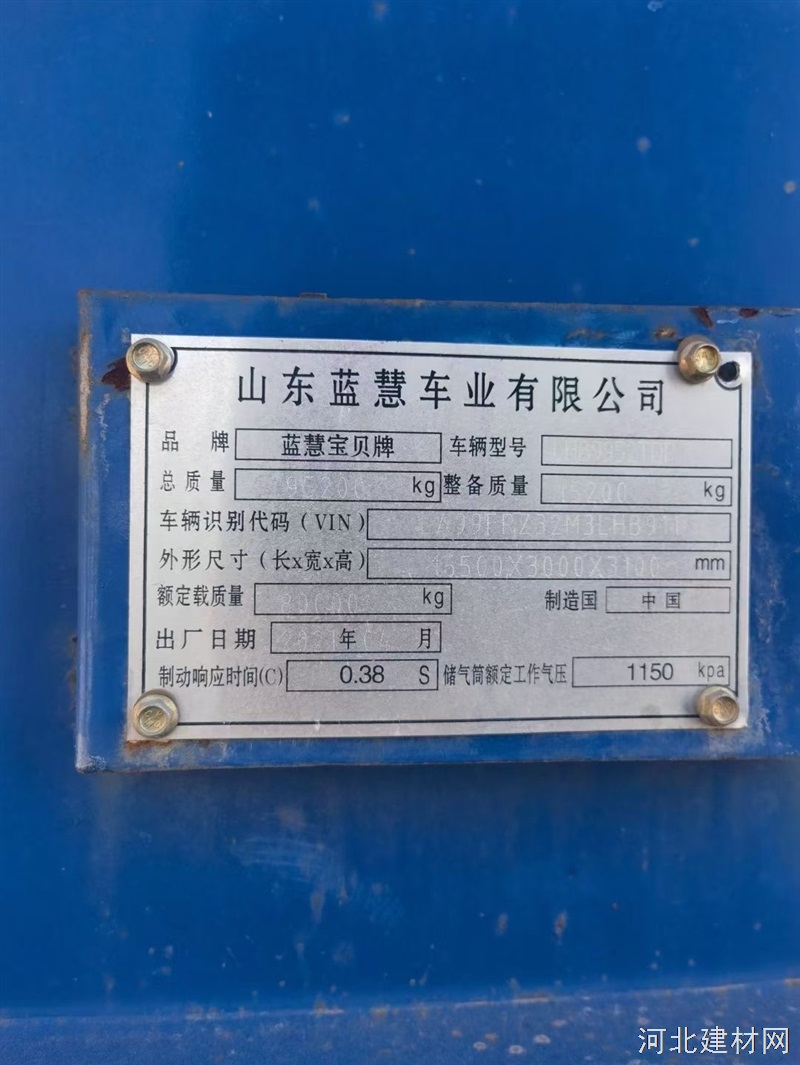 山东蓝慧车业有限公司
品牌 蓝慧宝贝牌 车辆型号
总质量 kg 整备质量 15200 kg
车辆识别代码(VIN)
外形尺寸(长x宽x高) X3000X3100 mm
额定载质量 kg 制造国 中国
出厂日期 年 月
制动响应时间(C) 0.38 S 储气筒额定工作气压 1150 kpa
河北建材网